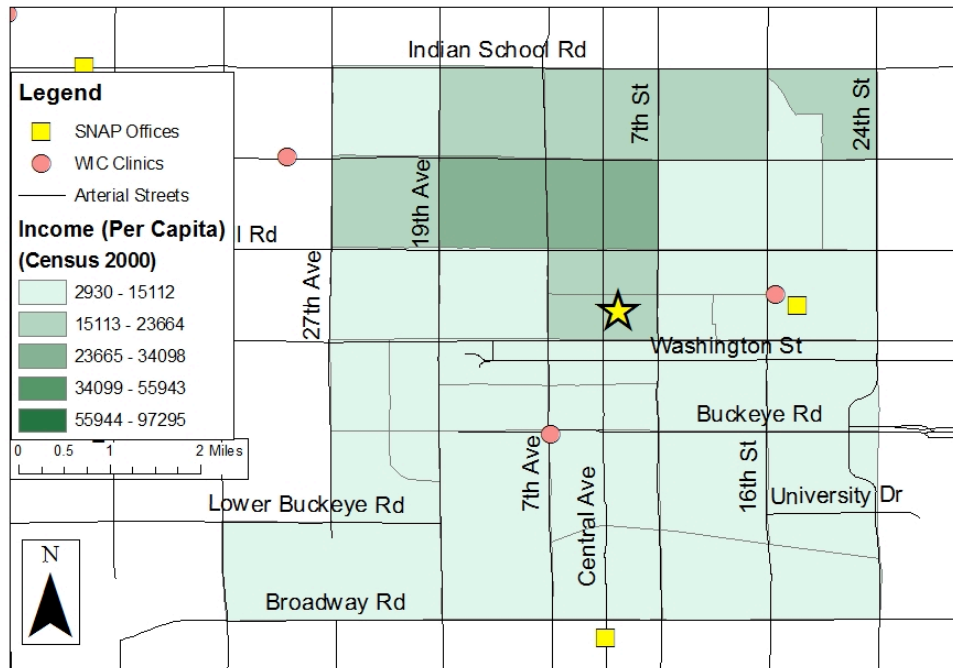 Indian School Rd
7th St
24th St
Legend
SNAP Offices
WIC Clinics
Arterial Streets
Income (Per Capita)
(Census 2000)
2930 - 15112
15113 - 23664
23665 - 34098
34099 - 55943
55944 - 97295
0 0.5 1 2 Miles
19th Ave
l Rd
27th Ave
Washington St
Buckeye Rd
7th Ave
Central Ave
16th St
University Dr
Lower Buckeye Rd
Broadway Rd
N